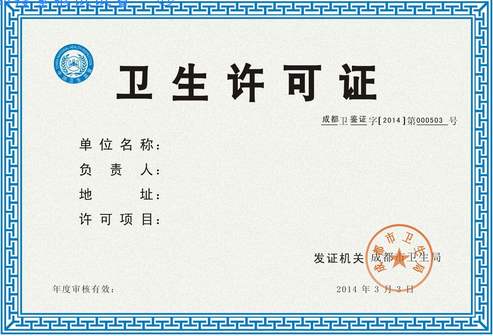 卫生许可证
成都卫鉴证字[2014]第000503号
单位名称：
负责人：
地址：
许可项目：
发证机关 成都市卫生局
成都市卫生局
年度审核有效：
2014年3月3日